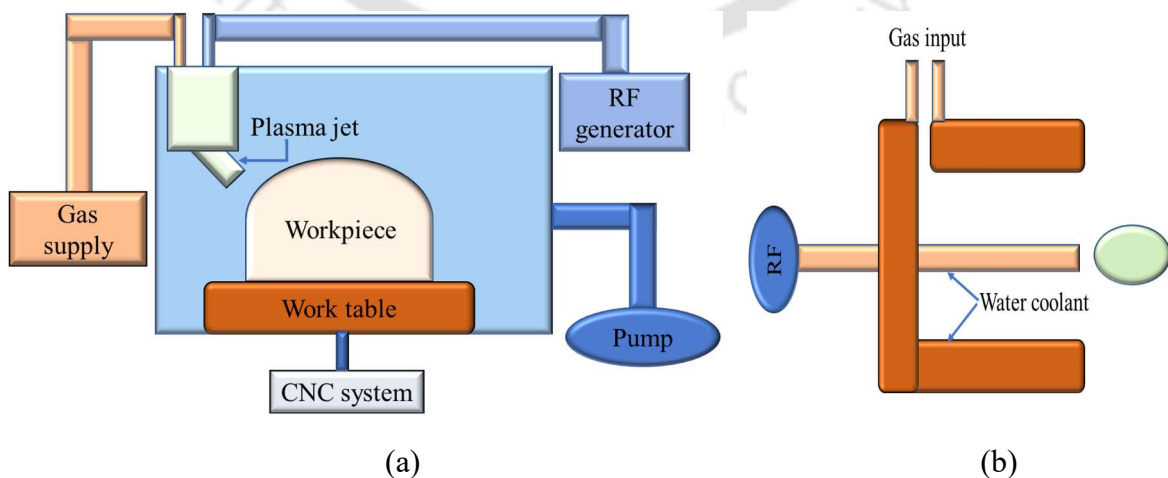 RF
generator
Plasma jet
Gas
supply
Workpiece
Work table
Pump
CNC system
(a)
Gas input
RF
Water coolant
(b)